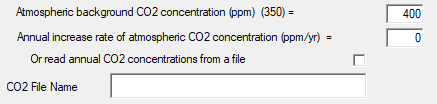 Atmospheric background CO2 concentration (ppm) (350) = 400
Annual increase rate of atmospheric CO2 concentration (ppm/yr) = 0
Or read annual CO2 concentrations from a file
CO2 File Name